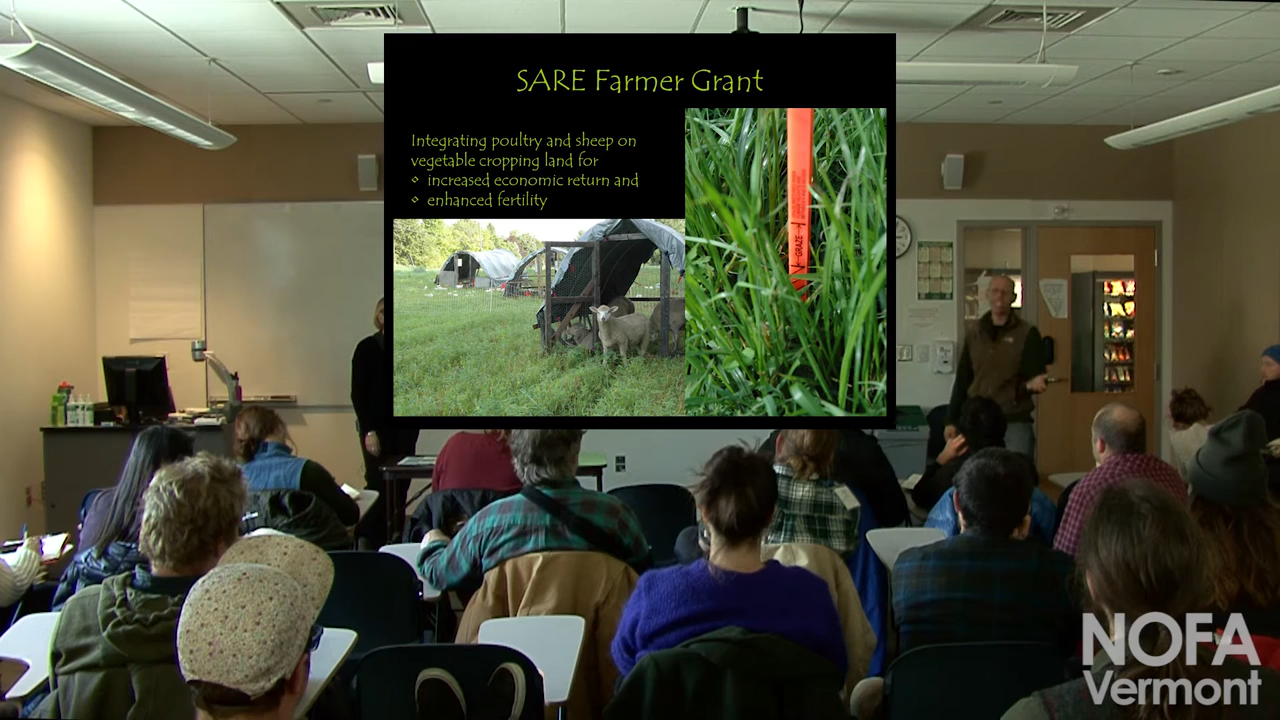 SARE Farmer Grant
Integrating poultry and sheep on
vegetable cropping land for
• increased economic return and
• enhanced fertility
GRAZE
NOFA
Vermont